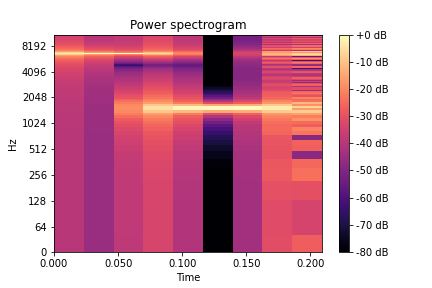 Power spectrogram
8192
4096
2048
1024
512
256
128
64
0
Hz
0.000 0.050 0.100 0.150 0.200
Time
+0 dB
-10 dB
-20 dB
-30 dB
-40 dB
-50 dB
-60 dB
-70 dB
-80 dB